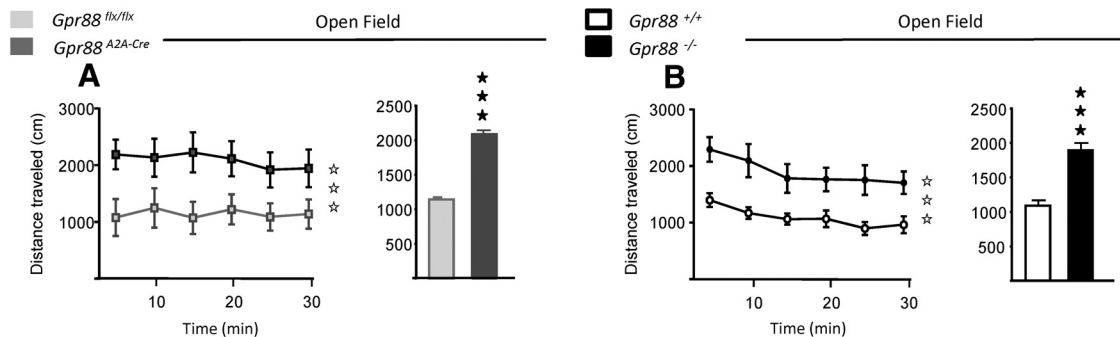 Gpr88 flx/flx
Gpr88 A2A-Cre
Open Field
A
Distance traveled (cm)
3000
2000
1000
10 20 30
Time (min)
2500
2000
1500
1000
500
Gpr88 +/+
Gpr88 -/-
Open Field
B
Distance traveled (cm)
3000
2000
1000
10 20 30
Time (min)
2500
2000
1500
1000
500